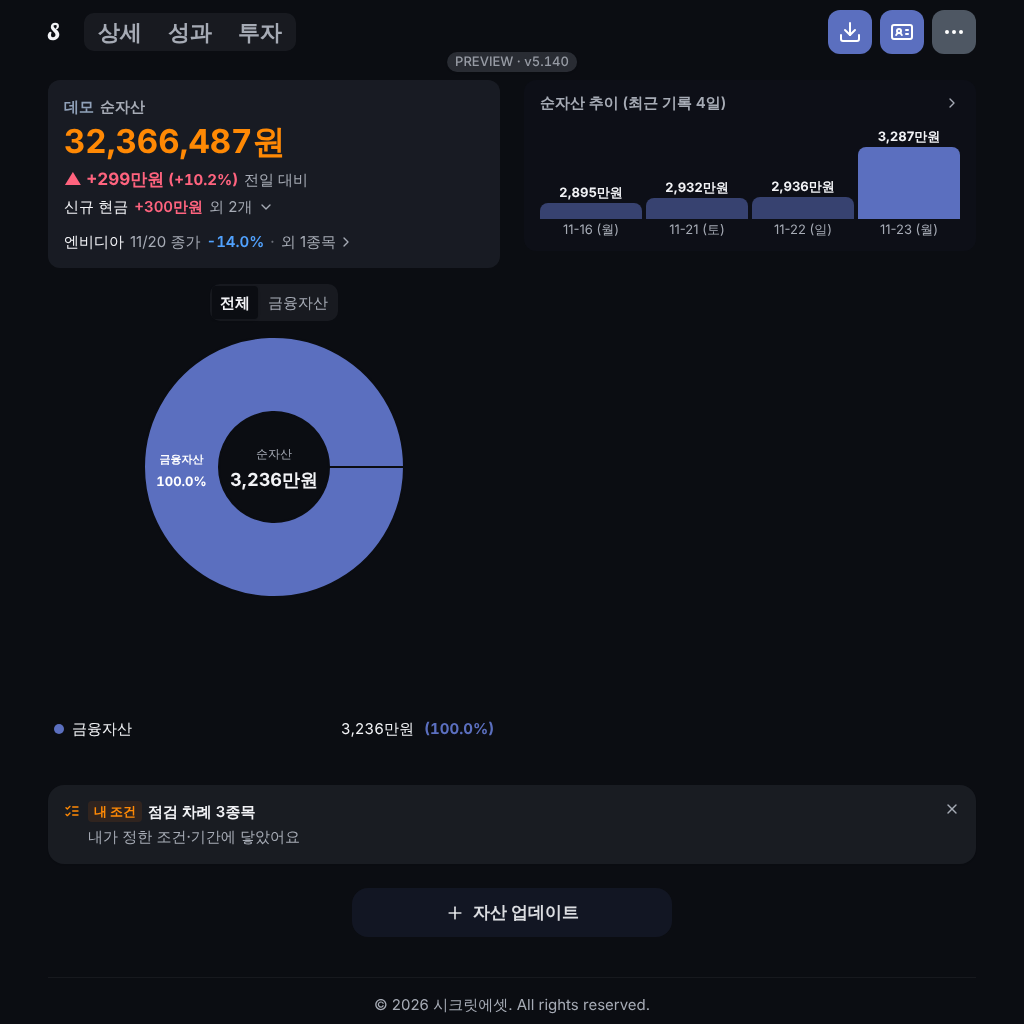 상세 성과 투자
PREVIEW · v5.140
데모 순자산
32,366,487원
▲ +299만원 (+10.2%) 전일 대비
신규 현금 +300만원 외 2개
엔비디아 11/20 종가 -14.0% · 외 1종목
순자산 추이 (최근 기록 4일)
2,895만원 2,932만원 2,936만원 3,287만원
11-16 (월) 11-21 (토) 11-22 (일) 11-23 (월)
전체 금융자산
금융자산
100.0%
순자산
3,236만원
금융자산 3,236만원 (100.0%)
내 조건 점검 차례 3종목
내가 정한 조건·기간에 닿았어요
+ 자산 업데이트
© 2026 시크릿에셋. All rights reserved.